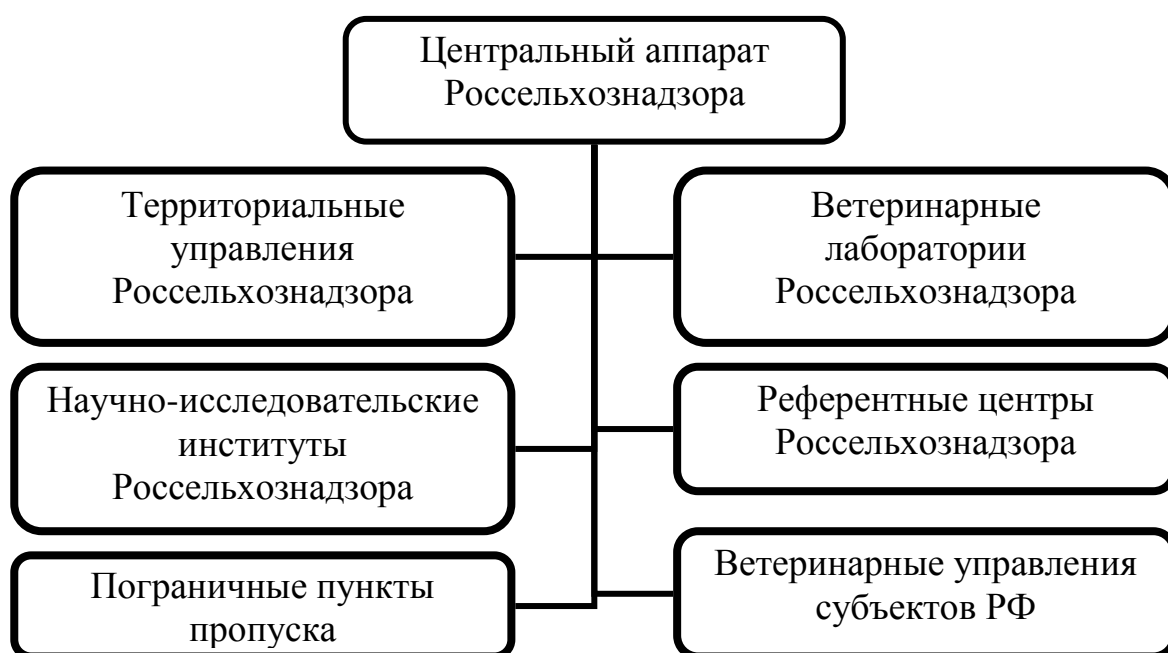 Центральный аппарат
Россельхознадзора
Территориальные
управления
Россельхознадзора
Ветеринарные
лаборатории
Россельхознадзора
Научно-исследовательские
институты
Россельхознадзора
Референтные центры
Россельхознадзора
Пограничные пункты
пропуска
Ветеринарные управления
субъектов РФ